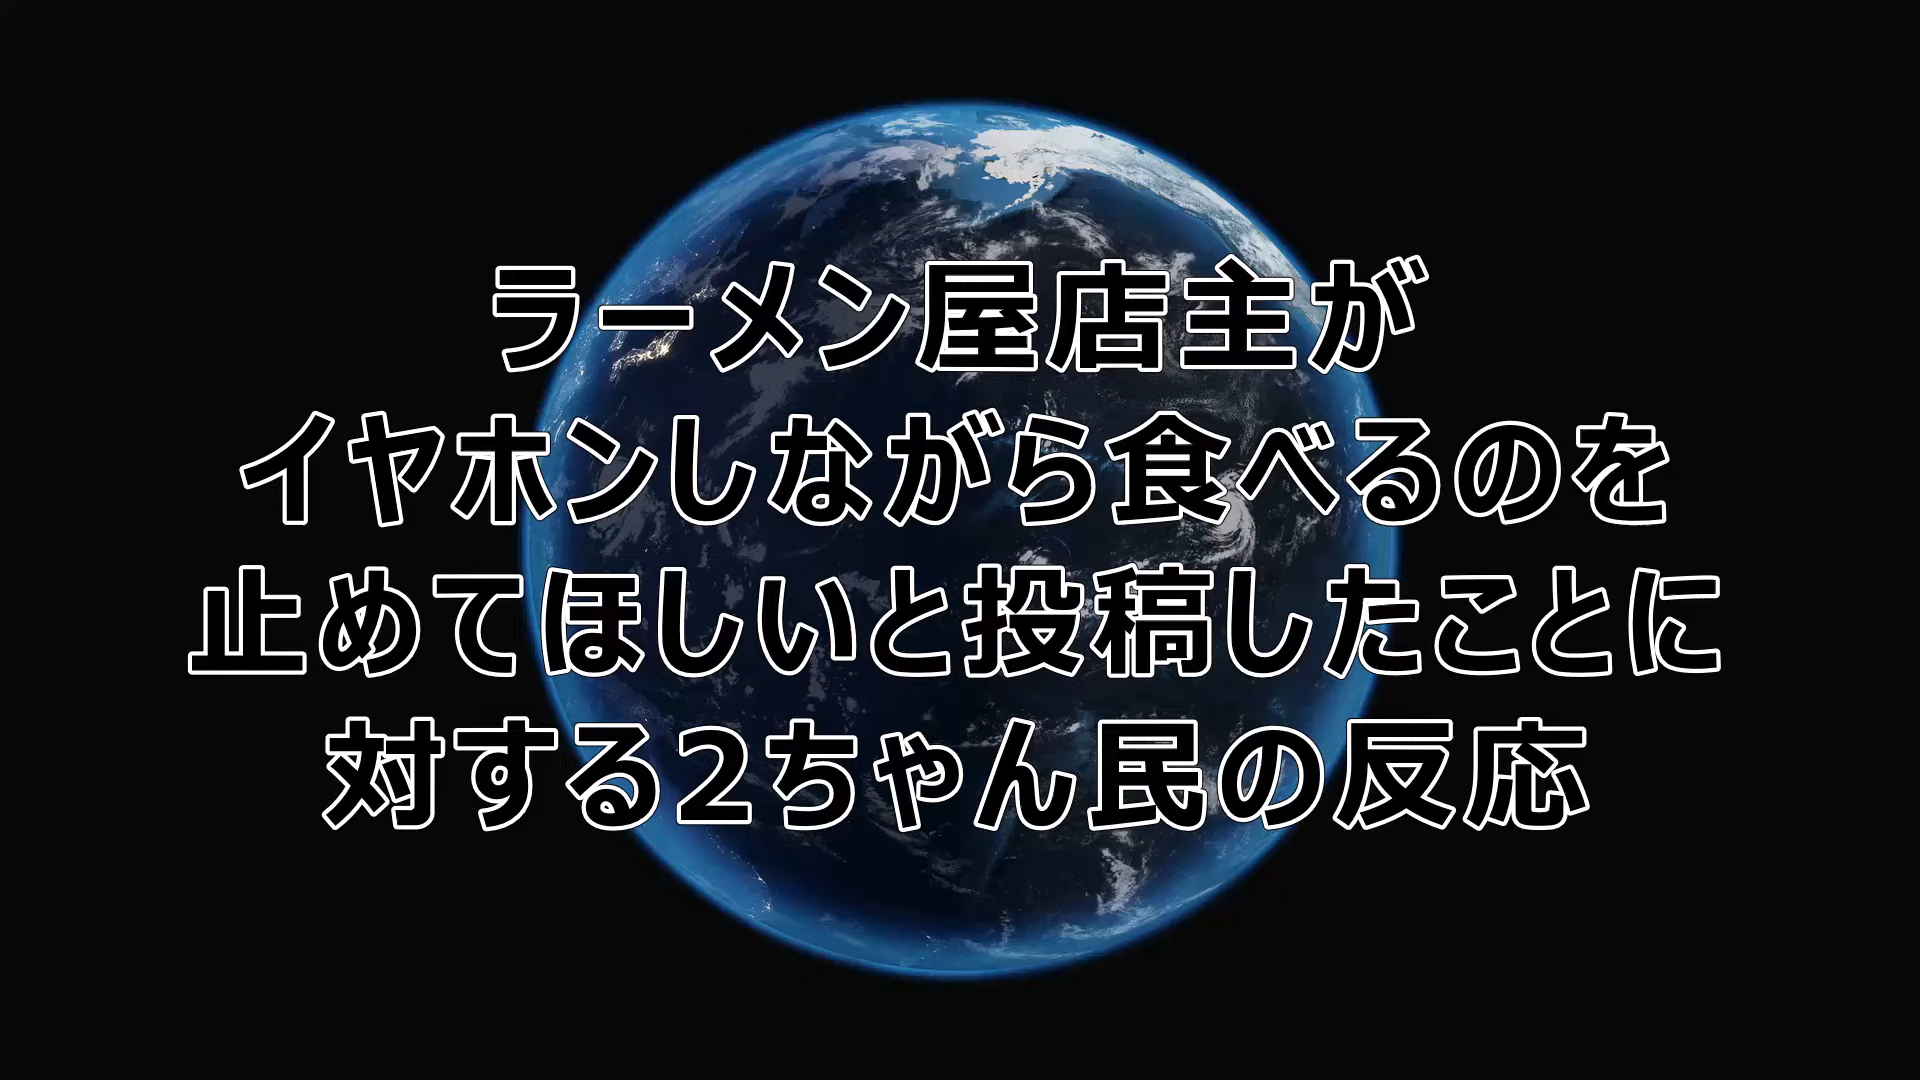 ラーメン屋店主が
イヤホンしながら食べるのを
止めてほしいと投稿したことに
対する2ちゃん民の反応